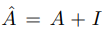 Â = A + I